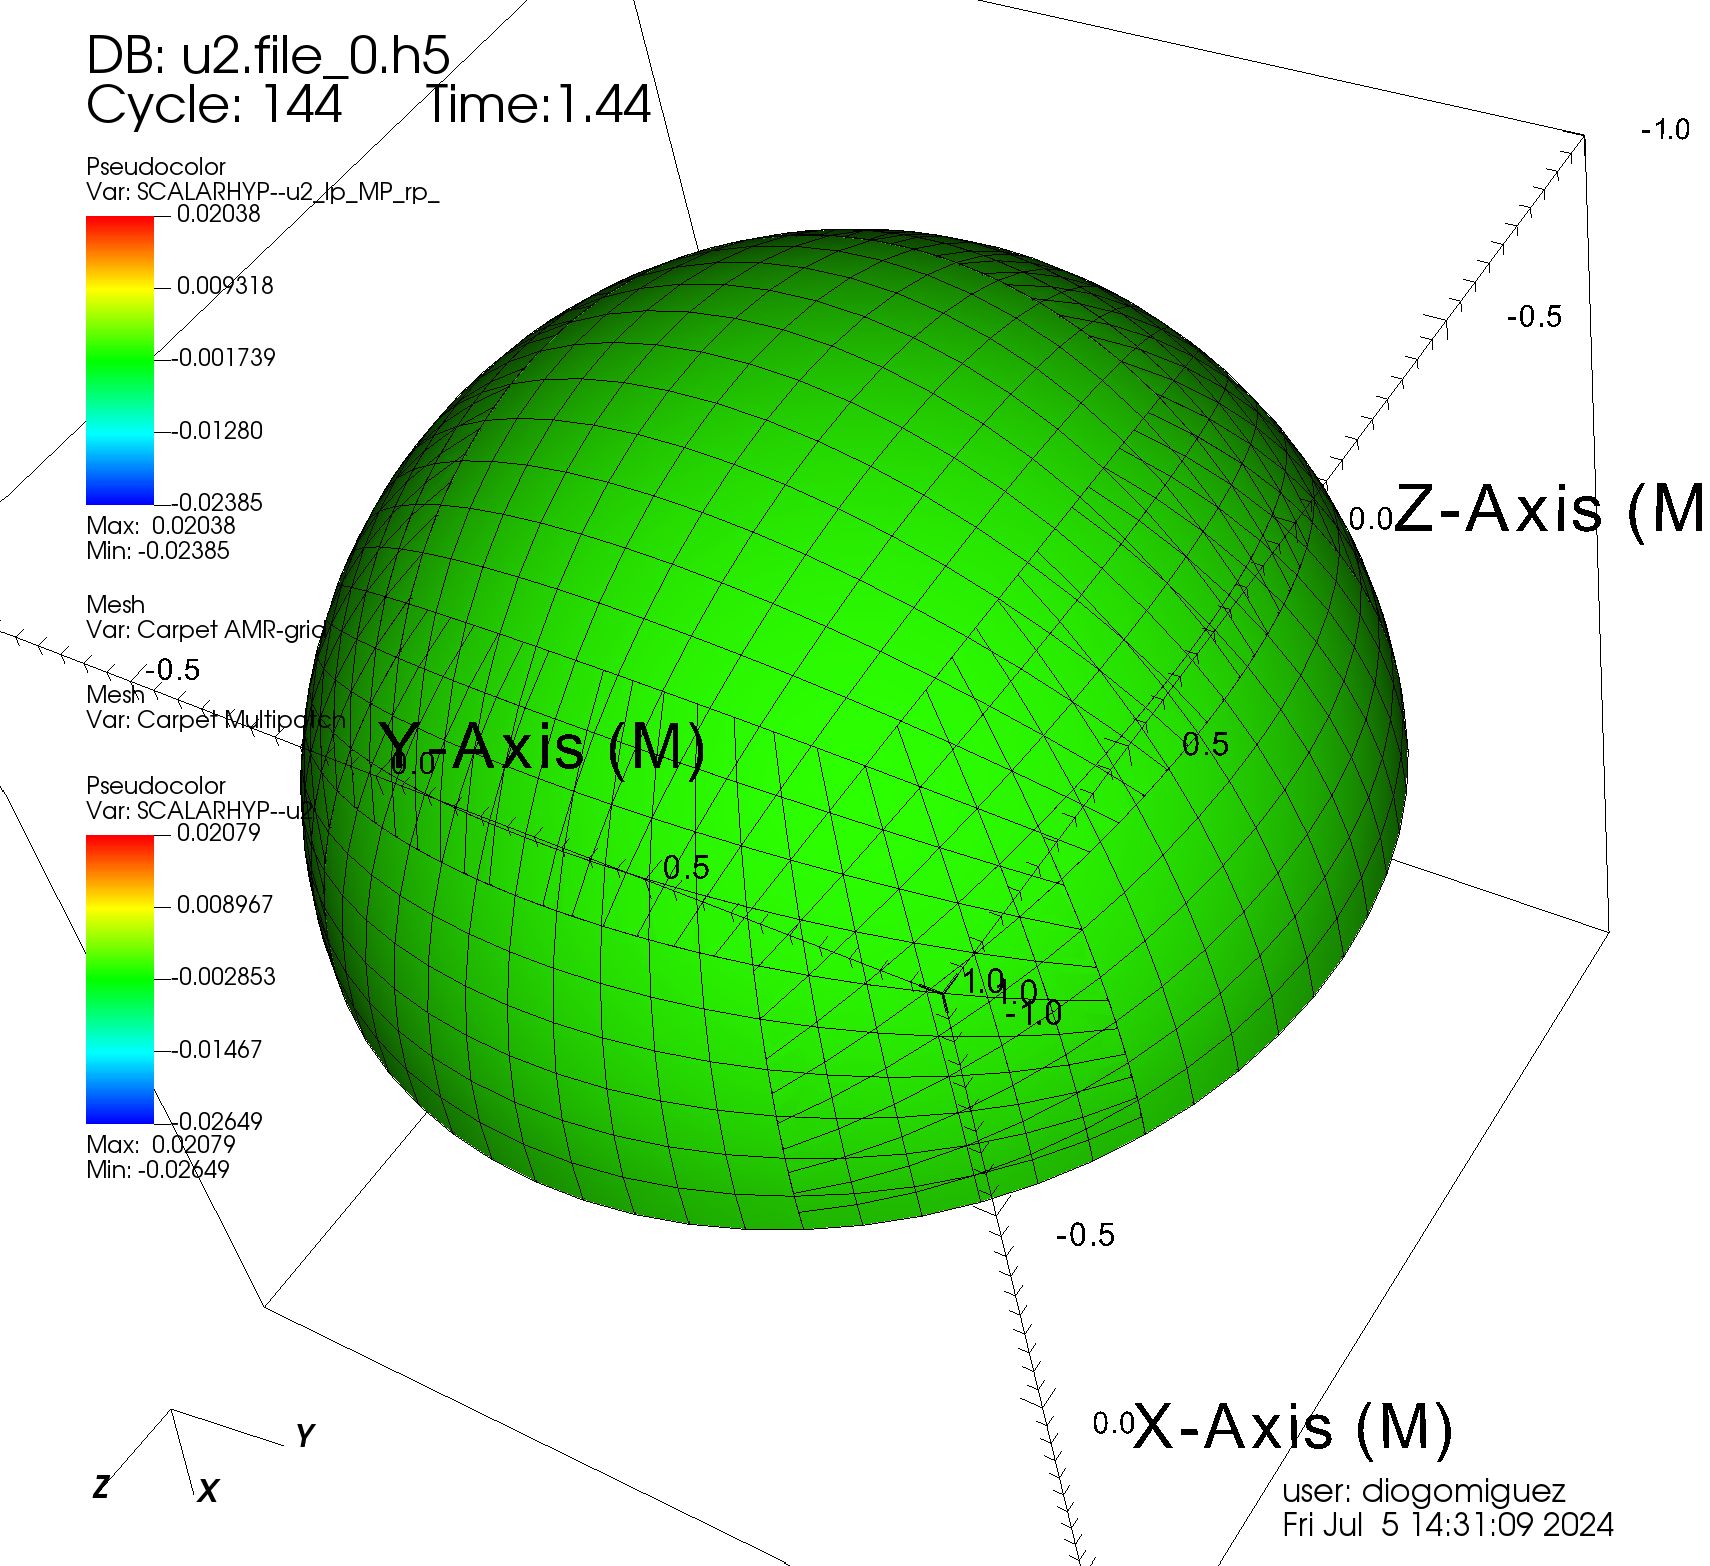 DB: u2.file_0.h5
Cycle: 144 Time:1.44
Pseudocolor
Var: SCALARHYP--u2_lp_MP_rp_
0.02038
0.009318
-0.001739
-0.01280
-0.02385
Max: 0.02038
Min: -0.02385
Mesh
Var: Carpet AMR-grid
Mesh
Var: Carpet Multipatch
Pseudocolor
Var: SCALARHYP--u2
0.02079
0.008967
-0.002853
-0.01467
-0.02649
Max: 0.02079
Min: -0.02649
-1.0
-0.5
0.0
Z-Axis (M
0.5
1.0
-0.5
Y-Axis (M)
0.0
0.5
1.0
-1.0
-0.5
0.0
X-Axis (M)
Z
X
Y
user: diogomiguez
Fri Jul 5 14:31:09 2024